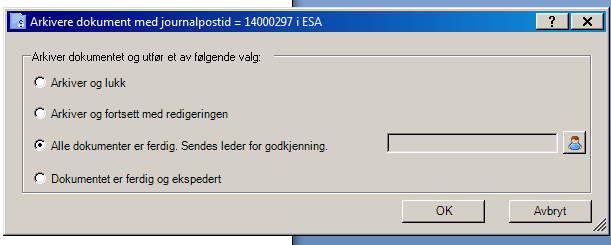 Arkivere dokument med journalpostid = 14000297 i ESA
Arkiver dokumentet og utfør et av følgende valg:
Arkiver og lukk
Arkiver og fortsett med redigeringen
Alle dokumenter er ferdig. Sendes leder for godkjenning.
Dokumentet er ferdig og ekspedert
OK
Avbryt